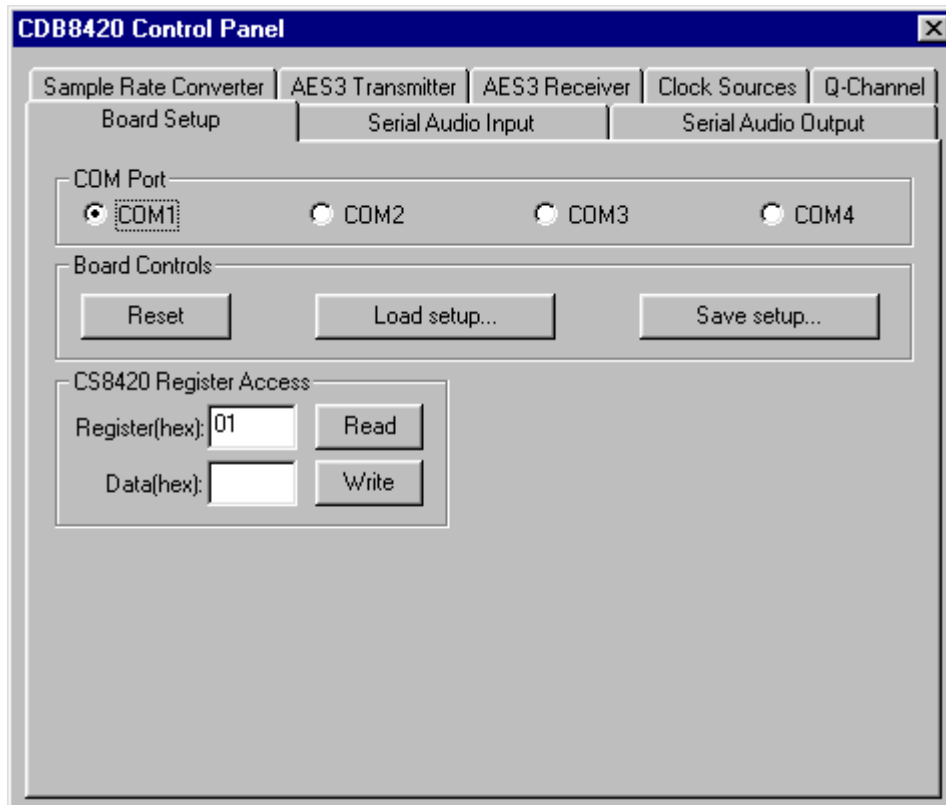 CDB8420 Control Panel
Sample Rate Converter AES3 Transmitter AES3 Receiver Clock Sources Q-Channel
Board Setup Serial Audio Input Serial Audio Output
COM Port
COM1 COM2 COM3 COM4
Board Controls
Reset Load setup... Save setup...
CS8420 Register Access
Register(hex): 01 Read
Data(hex): Write